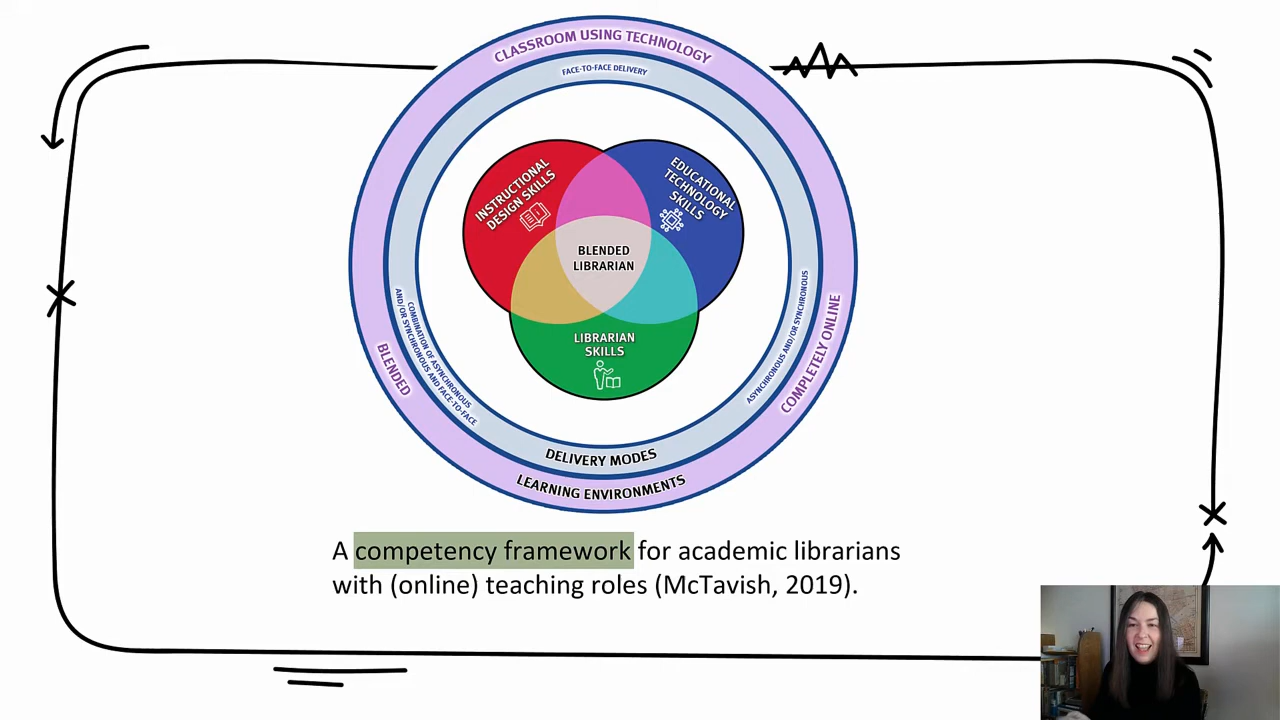 CLASSROOM USING TECHNOLOGY
FACE-TO-FACE DELIVERY
INSTRUCTIONAL
DESIGN SKILLS
EDUCATIONAL
TECHNOLOGY
SKILLS
BLENDED
LIBRARIAN
LIBRARIAN
SKILLS
BLENDED
COMBINATION OF ASYNCHRONOUS
AND/OR SYNCHRONOUS AND FACE-TO-FACE
ASYNCHRONOUS AND/OR SYNCHRONOUS
COMPLETELY ONLINE
DELIVERY MODES
LEARNING ENVIRONMENTS
A competency framework for academic librarians
with (online) teaching roles (McTavish, 2019).